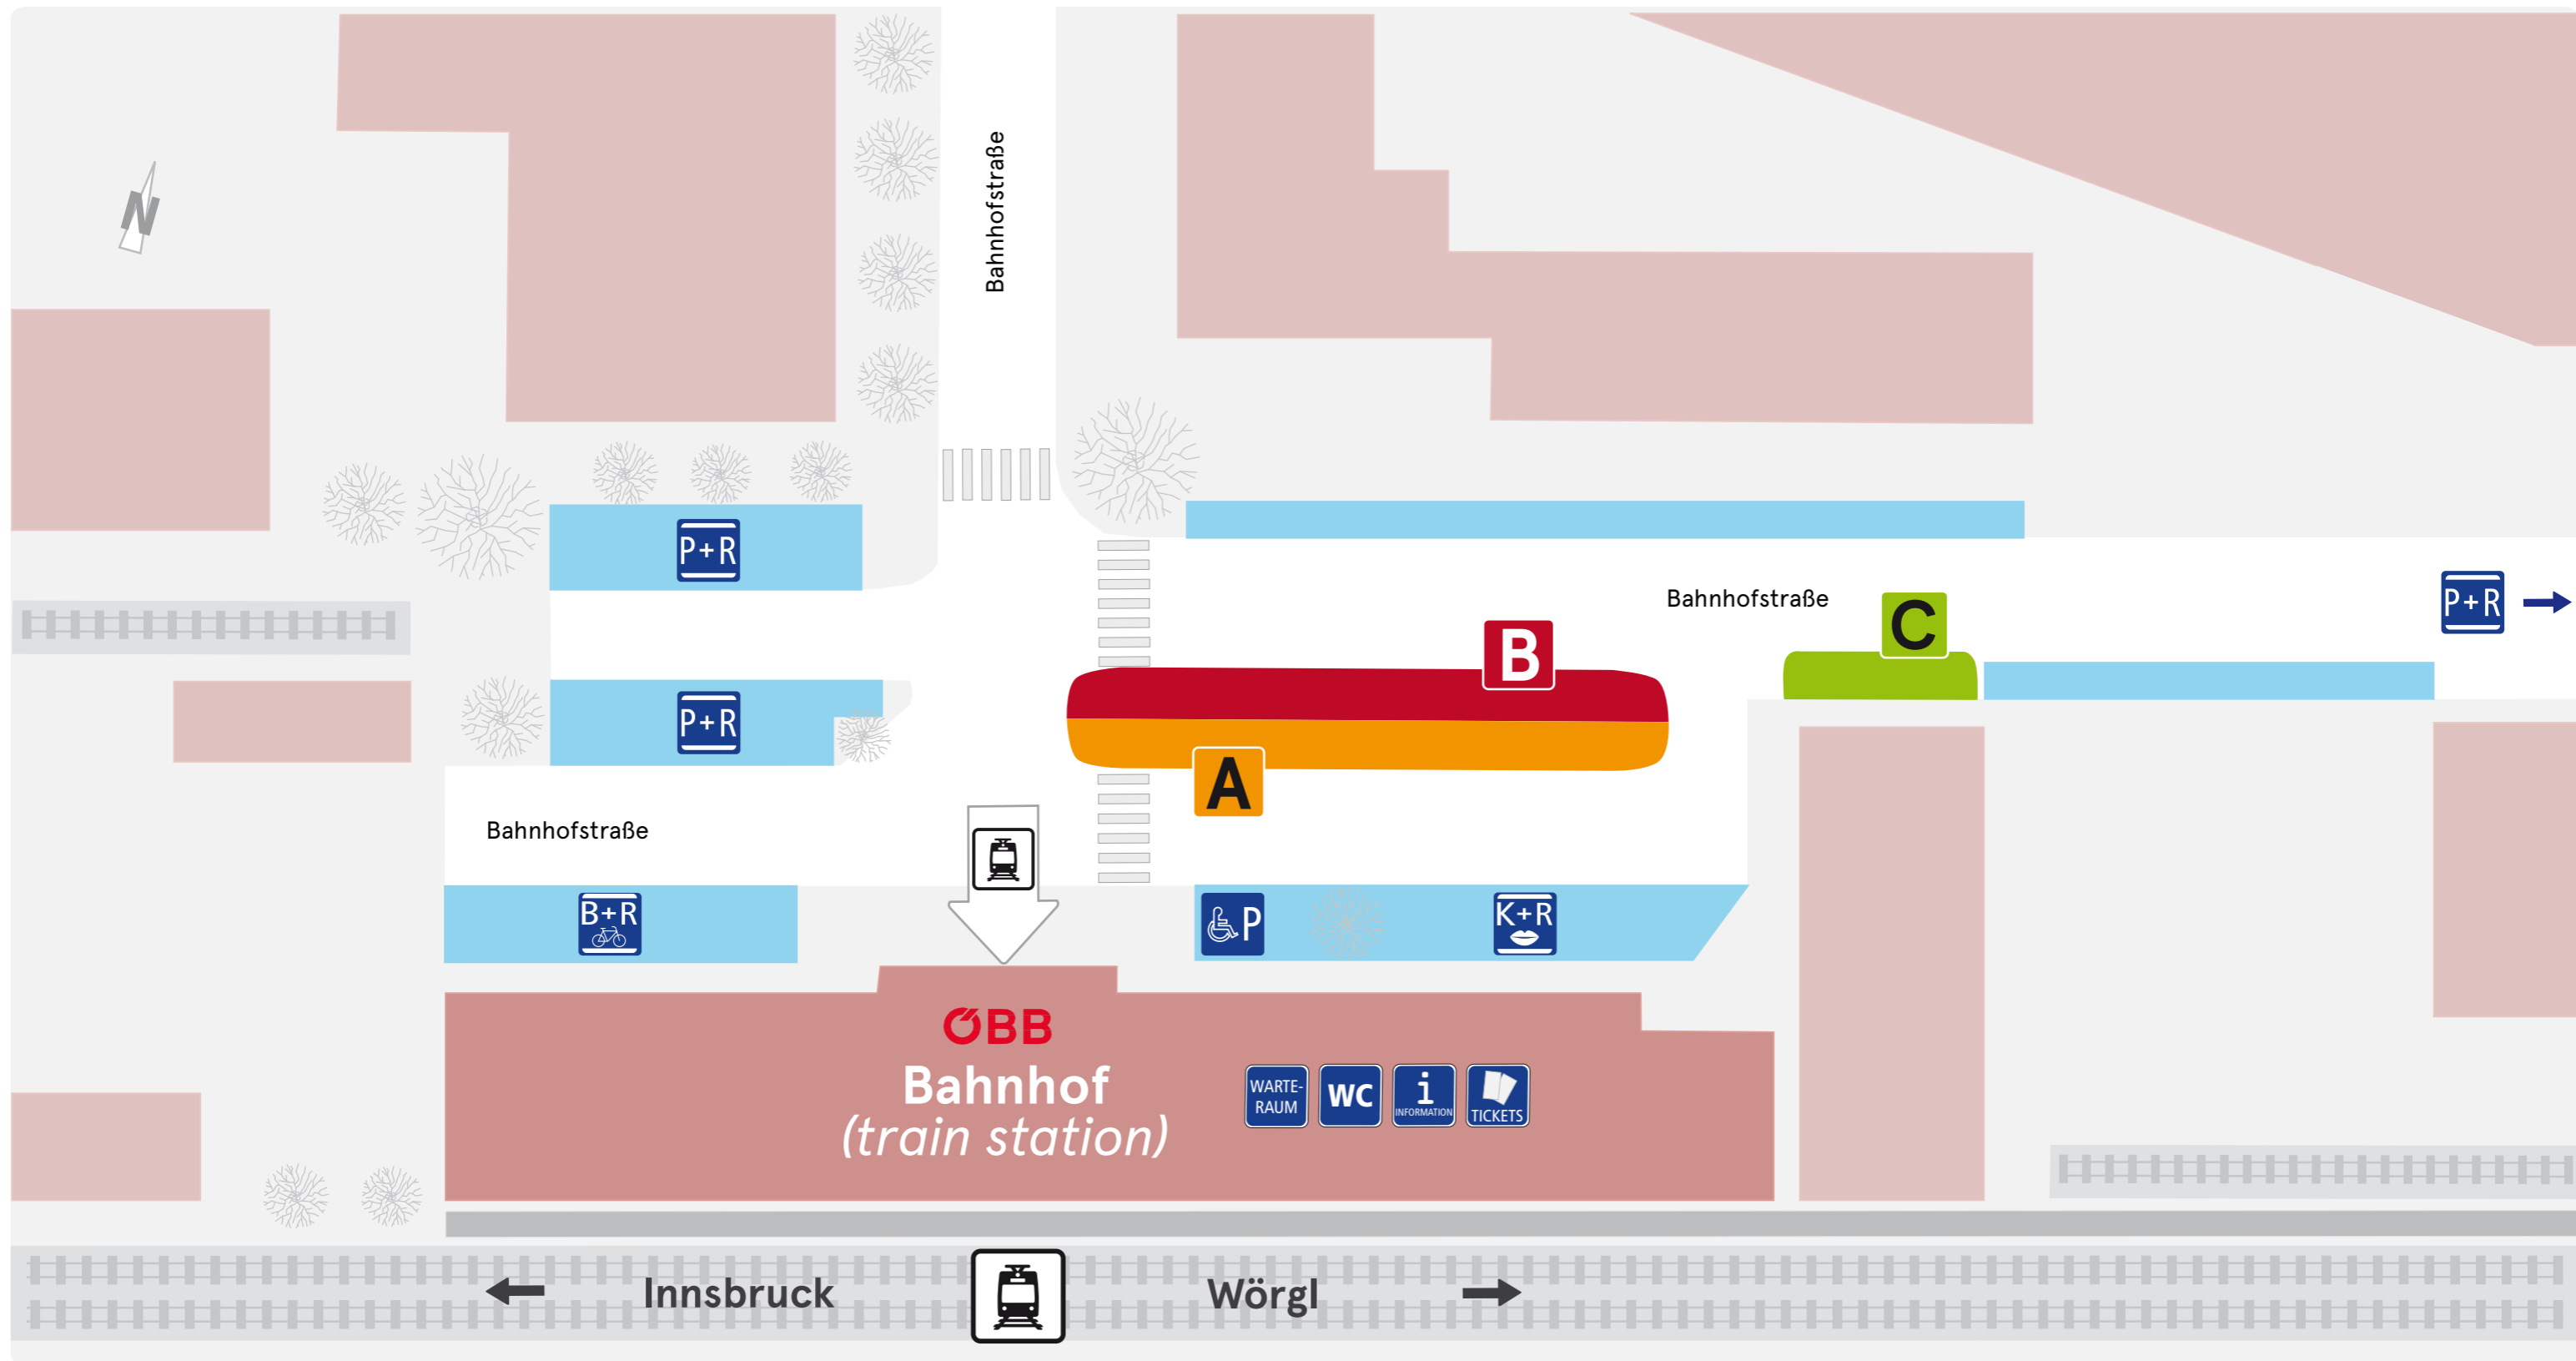 Bahnhofstraße
N
P+R
Bahnhofstraße
C
P+R
B
P+R
A
Bahnhofstraße
B+R
P
K+R
ÖBB
Bahnhof
(train station)
WARTE-
RAUM
WC
i
INFORMATION
TICKETS
Innsbruck
Wörgl